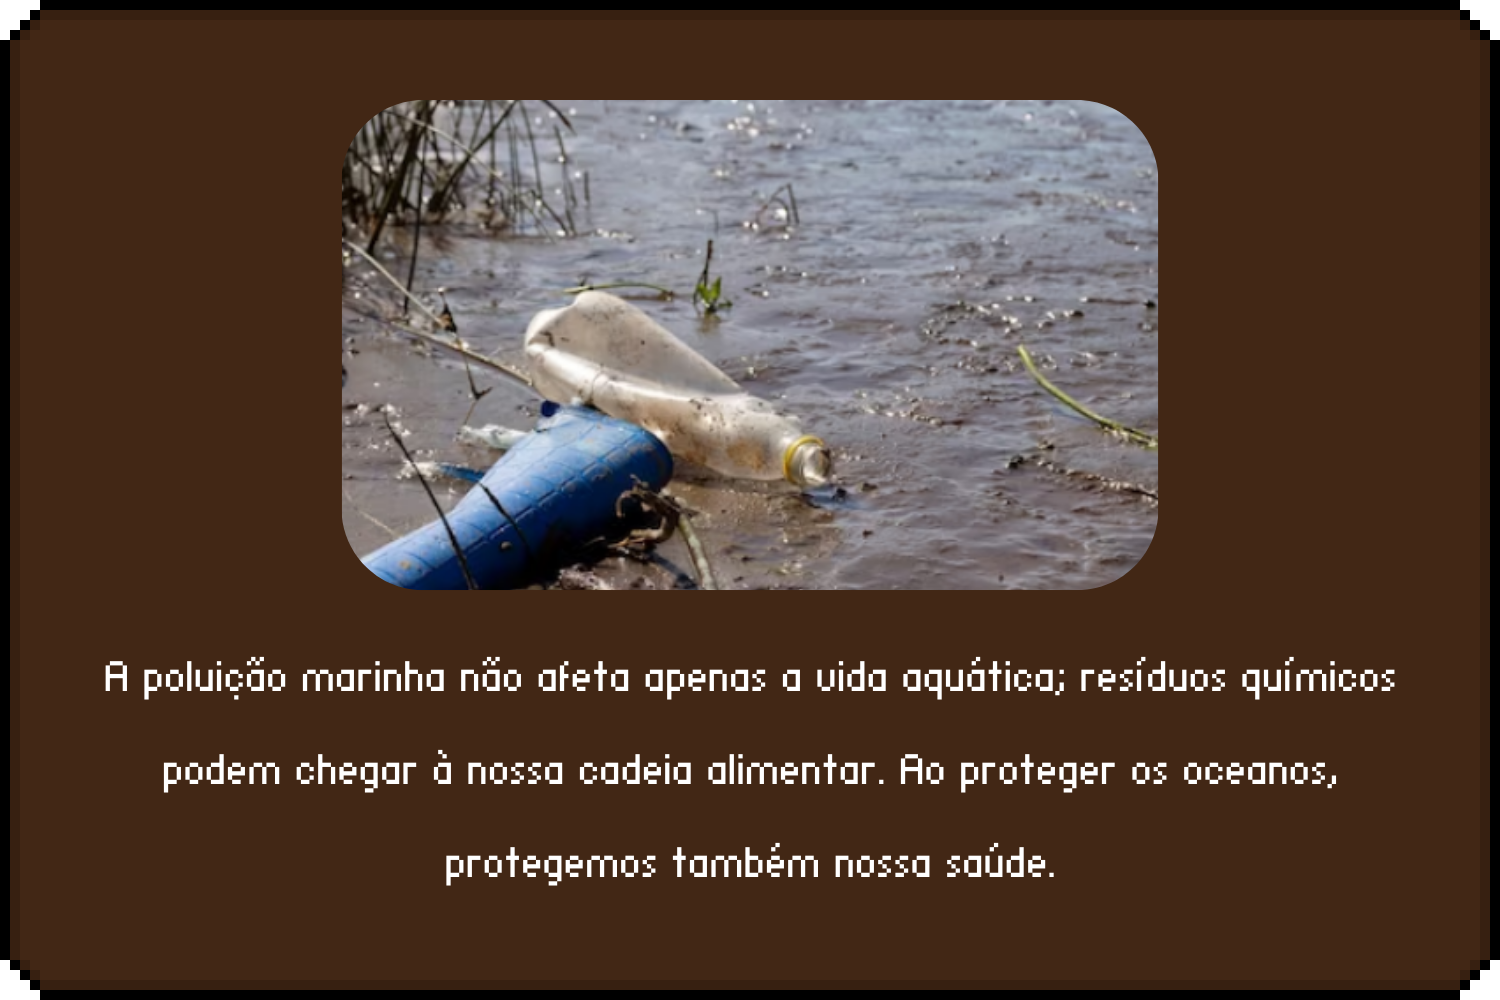 A poluição marinha não afeta apenas a vida aquática; resíduos químicos
podem chegar à nossa cadeia alimentar. Ao proteger os oceanos,
protegemos também nossa saúde.